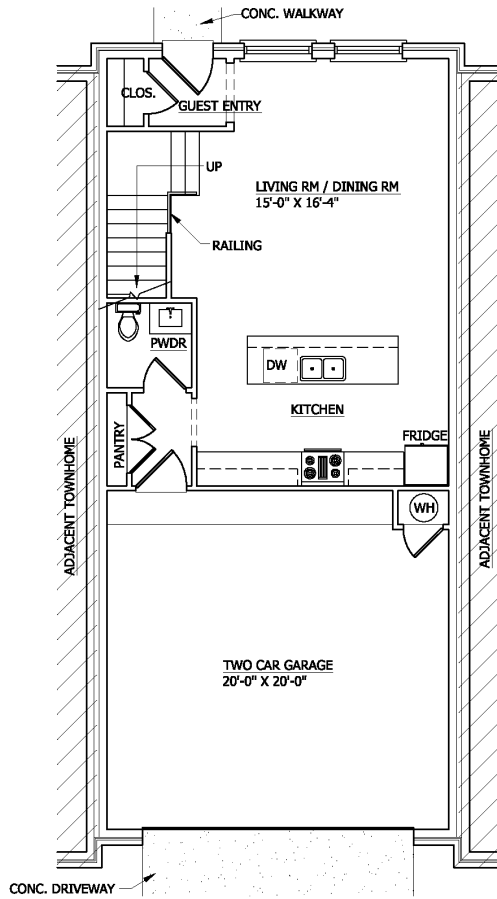 CONC. WALKWAY
CLOS.
GUEST ENTRY
UP
LIVING RM / DINING RM
15'-0" X 16'-4"
RAILING
PWDR
DW
KITCHEN
PANTRY
FRIDGE
WH
ADJACENT TOWNHOME
ADJACENT TOWNHOME
TWO CAR GARAGE
20'-0" X 20'-0"
CONC. DRIVEWAY